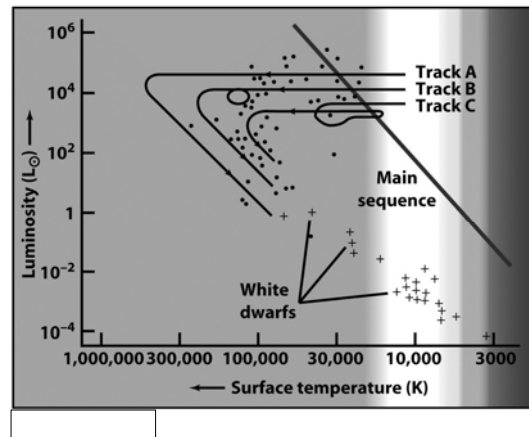 10⁶
10⁴
10²
1
10⁻²
10⁻⁴
Luminosity (L☉) →
Track A
Track B
Track C
Main
sequence
White
dwarfs
1,000,000 300,000 100,000 30,000 10,000 3000
← Surface temperature (K)